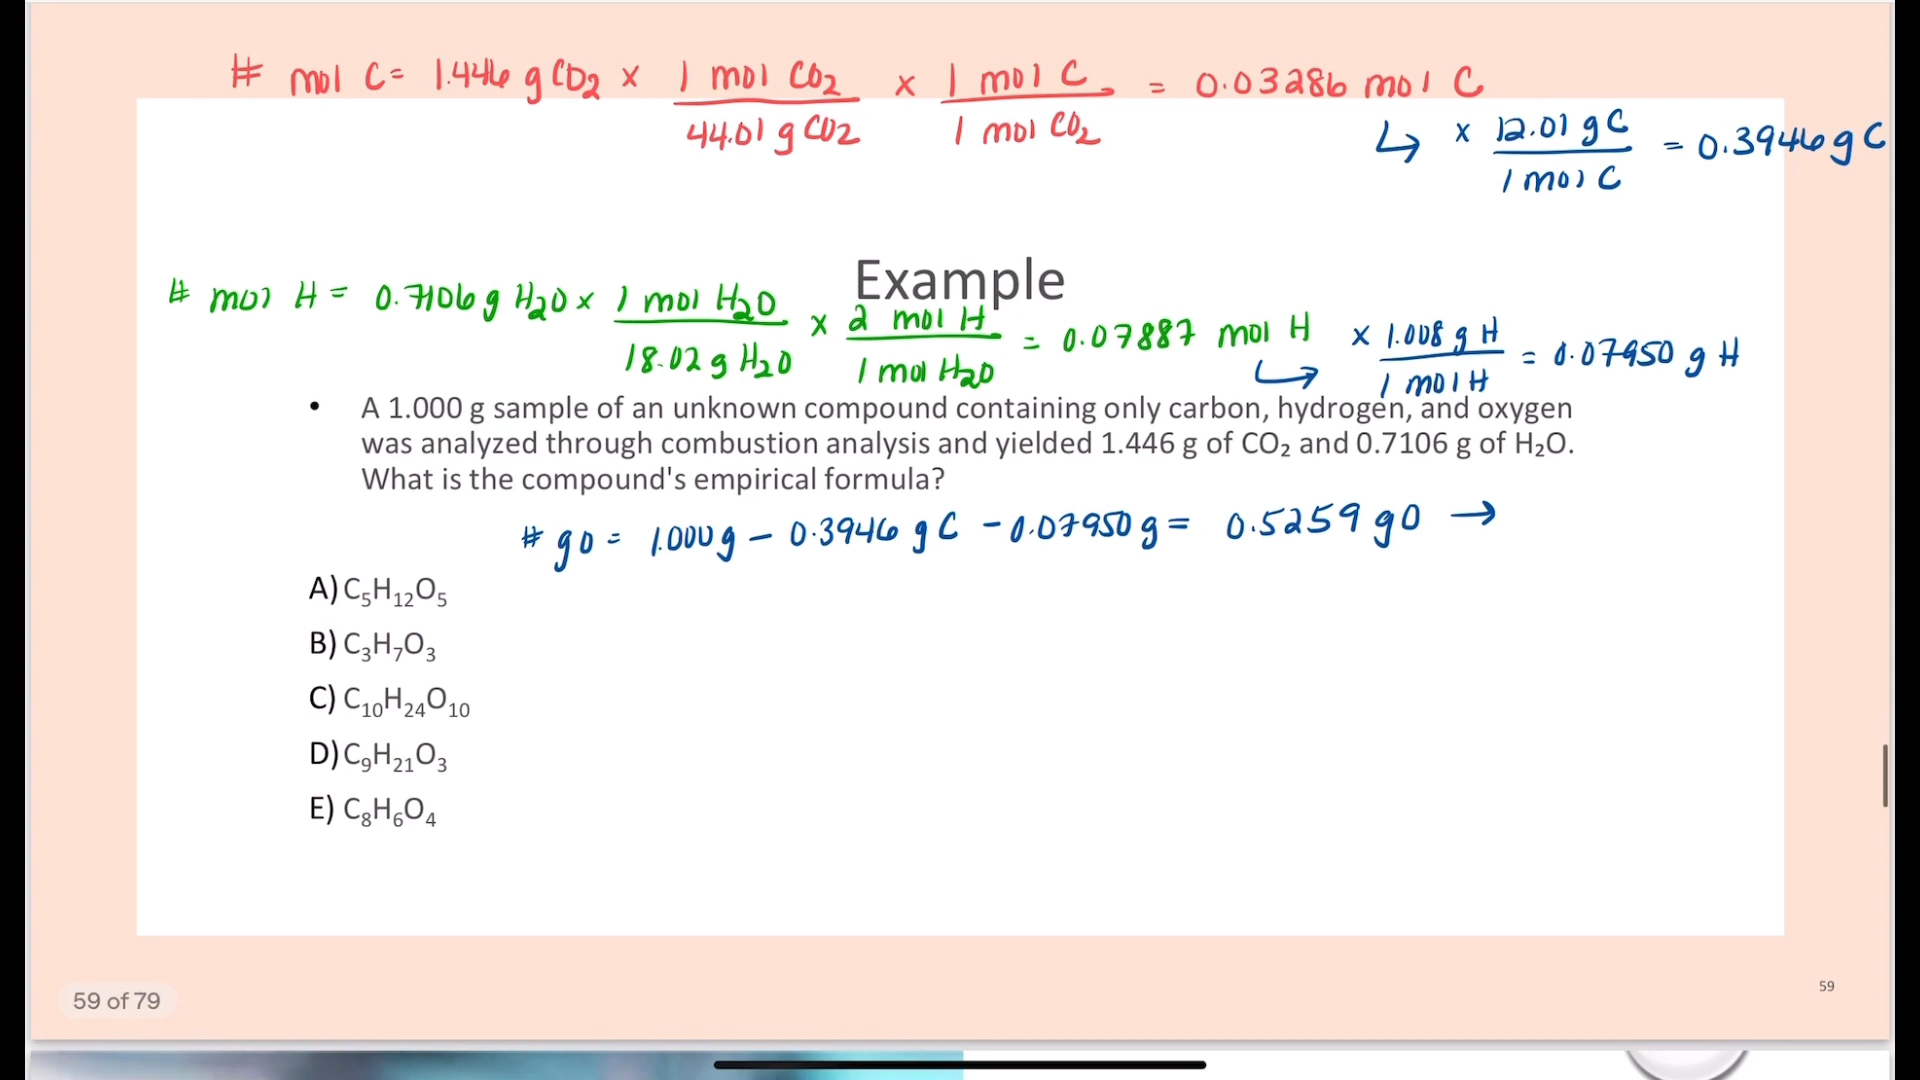 # mol C = 1.446 g CO2 x 1 mol CO2 / 44.01 g CO2 x 1 mol C / 1 mol CO2 = 0.03286 mol C
↳ x 12.01 g C / 1 mol C = 0.3946 g C
Example
# mol H = 0.7106 g H2O x 1 mol H2O / 18.02 g H2O x 2 mol H / 1 mol H2O = 0.07887 mol H
↳ x 1.008 g H / 1 mol H = 0.07950 g H
• A 1.000 g sample of an unknown compound containing only carbon, hydrogen, and oxygen
was analyzed through combustion analysis and yielded 1.446 g of CO₂ and 0.7106 g of H₂O.
What is the compound's empirical formula?
# g O = 1.000 g - 0.3946 g C - 0.07950 g = 0.5259 g O →
A) C₅H₁₂O₅
B) C₃H₇O₃
C) C₁₀H₂₄O₁₀
D) C₉H₂₁O₃
E) C₈H₆O₄
59 of 79
59